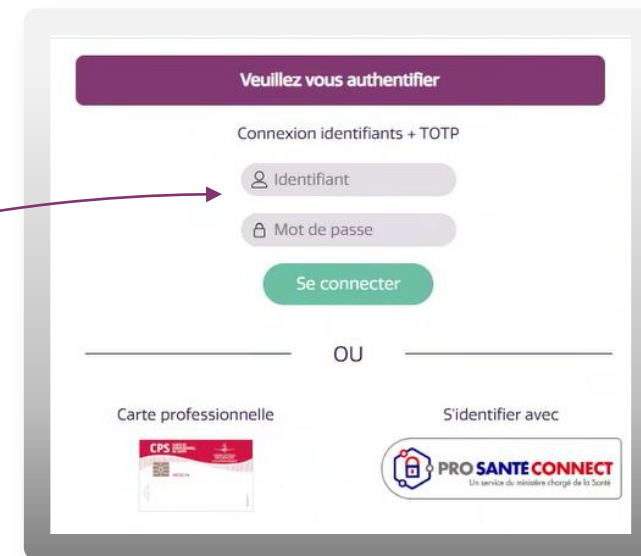 Veuillez vous authentifier
Connexion identifiants + TOTP
Identifiant
Mot de passe
Se connecter
OU
Carte professionnelle
S'identifier avec
CPS
PRO SANTÉ CONNECT
Un service du ministère chargé de la Santé